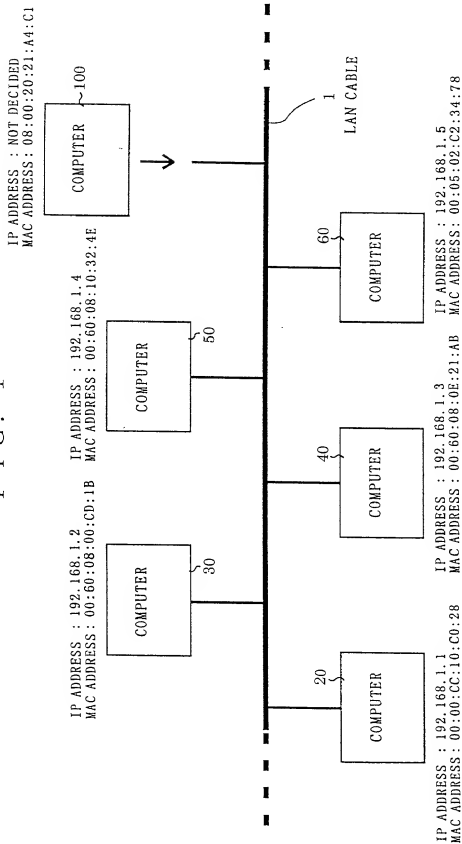 FIG. 1
IP ADDRESS : 192.168.1.2
MAC ADDRESS : 00:60:08:00:CD:1B
COMPUTER
30
IP ADDRESS : 192.168.1.4
MAC ADDRESS : 00:60:08:10:32:4E
COMPUTER
50
IP ADDRESS : NOT DECIDED
MAC ADDRESS : 08:00:20:21:A4:C1
COMPUTER
100
1
LAN CABLE
20
COMPUTER
IP ADDRESS : 192.168.1.1
MAC ADDRESS : 00:00:CC:10:C0:28
40
COMPUTER
IP ADDRESS : 192.168.1.3
MAC ADDRESS : 00:60:08:0E:21:AB
60
COMPUTER
IP ADDRESS : 192.168.1.5
MAC ADDRESS : 00:05:02:C2:34:78